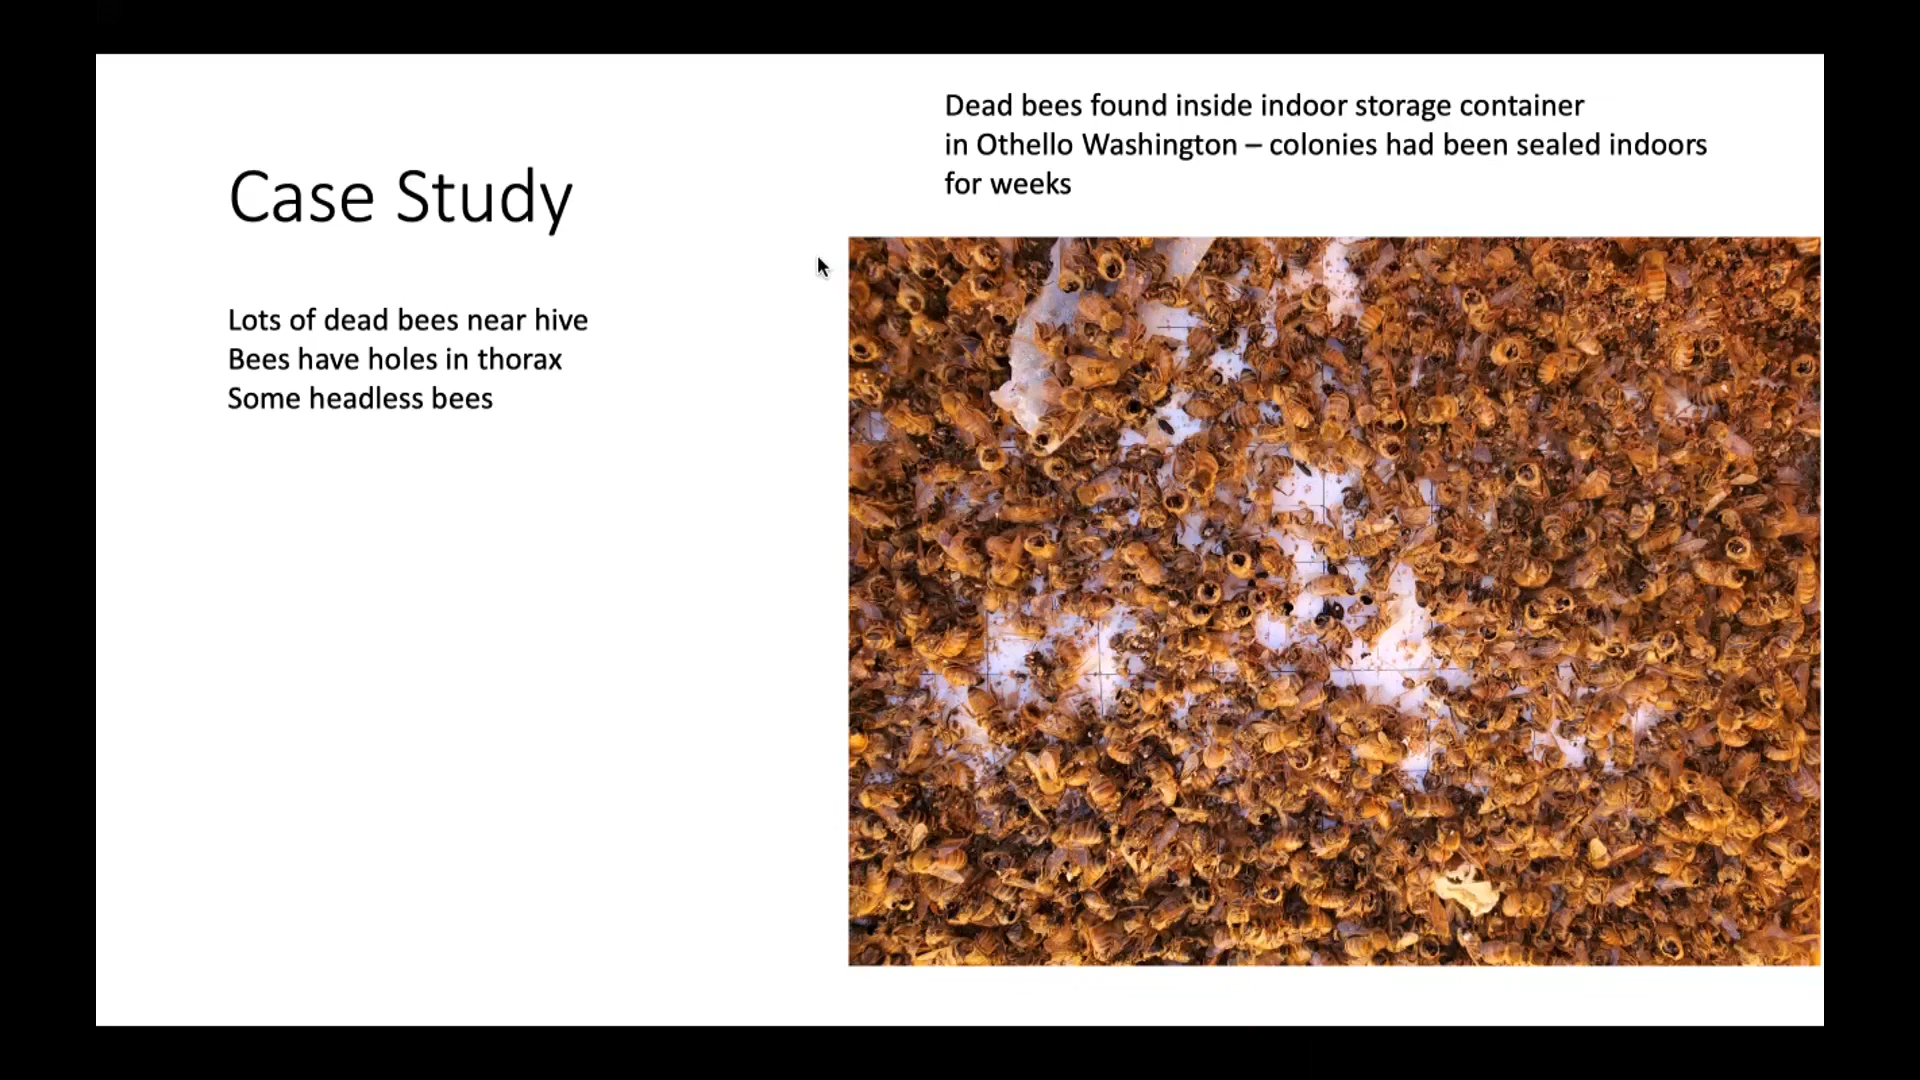 Case Study
Lots of dead bees near hive
Bees have holes in thorax
Some headless bees
Dead bees found inside indoor storage container
in Othello Washington – colonies had been sealed indoors
for weeks